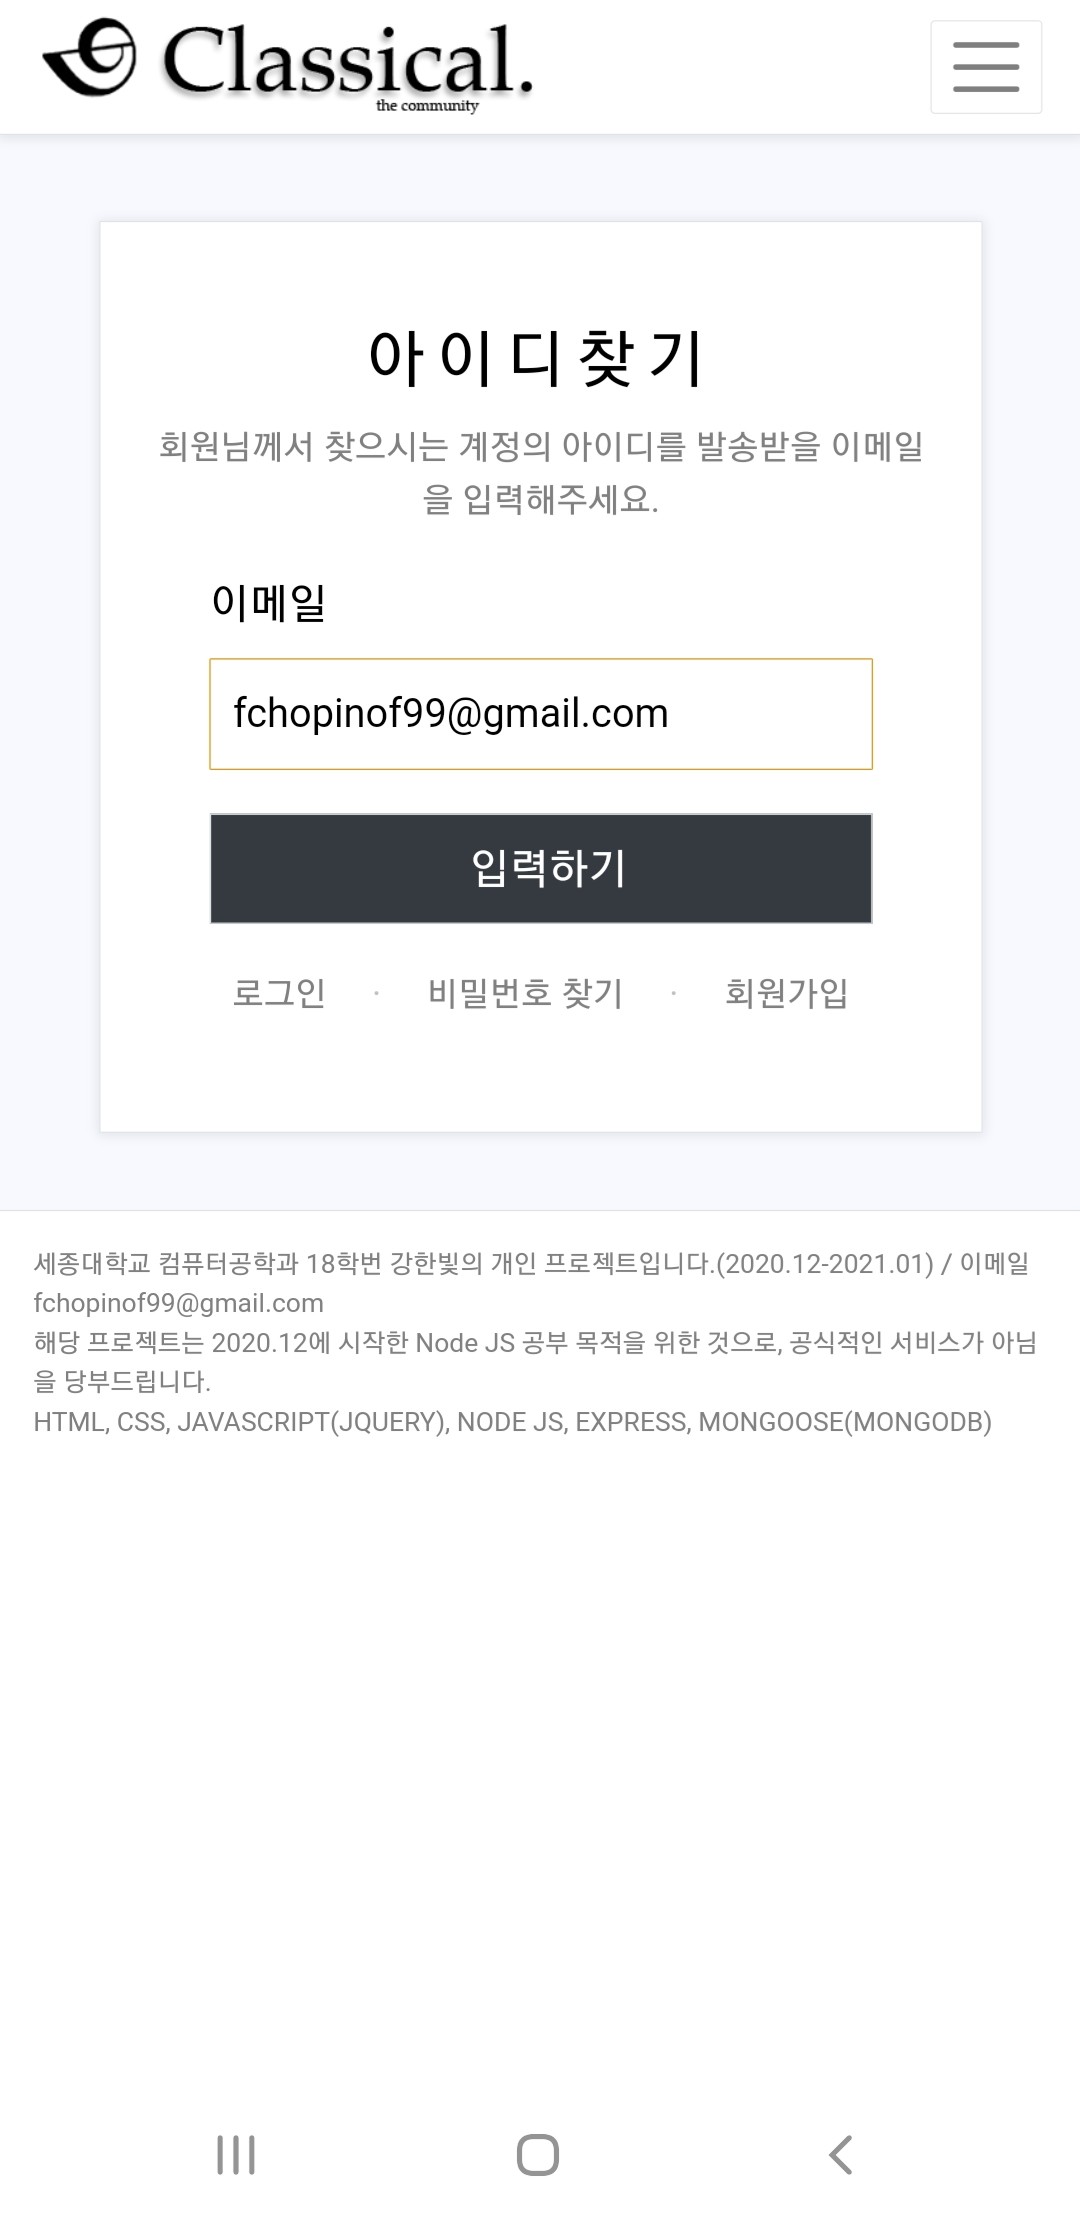 Classical.
the community
아이디찾기
회원님께서 찾으시는 계정의 아이디를 발송받을 이메일
을 입력해주세요.
이메일
fchopinof99@gmail.com
입력하기
로그인 · 비밀번호 찾기 · 회원가입
세종대학교 컴퓨터공학과 18학번 강한빛의 개인 프로젝트입니다.(2020.12-2021.01) / 이메일
fchopinof99@gmail.com
해당 프로젝트는 2020.12에 시작한 Node JS 공부 목적을 위한 것으로, 공식적인 서비스가 아님
을 당부드립니다.
HTML, CSS, JAVASCRIPT(JQUERY), NODE JS, EXPRESS, MONGOOSE(MONGODB)